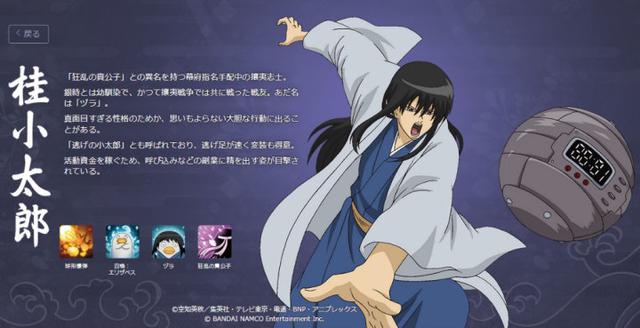 戻る
桂小太郎
「狂乱の貴公子」との異名を持つ幕府指名手配中の攘夷志士。
銀時とは幼馴染で、かつて攘夷戦争では共に戦った戦友。あだ名
は「ヅラ」。
真面目すぎる性格のためか、思いもよらない大胆な行動に出るこ
とがある。
「逃げの小太郎」とも呼ばれており、逃げ足が速く変装も得意。
活動資金を稼ぐため、呼び込みなどの副業に精を出す姿が目撃さ
れている。
球形爆弾
召喚：
エリザベス
ヅラ
狂乱の貴公子
©空知英秋／集英社・テレビ東京・電通・BNP・アニプレックス
© BANDAI NAMCO Entertainment Inc.